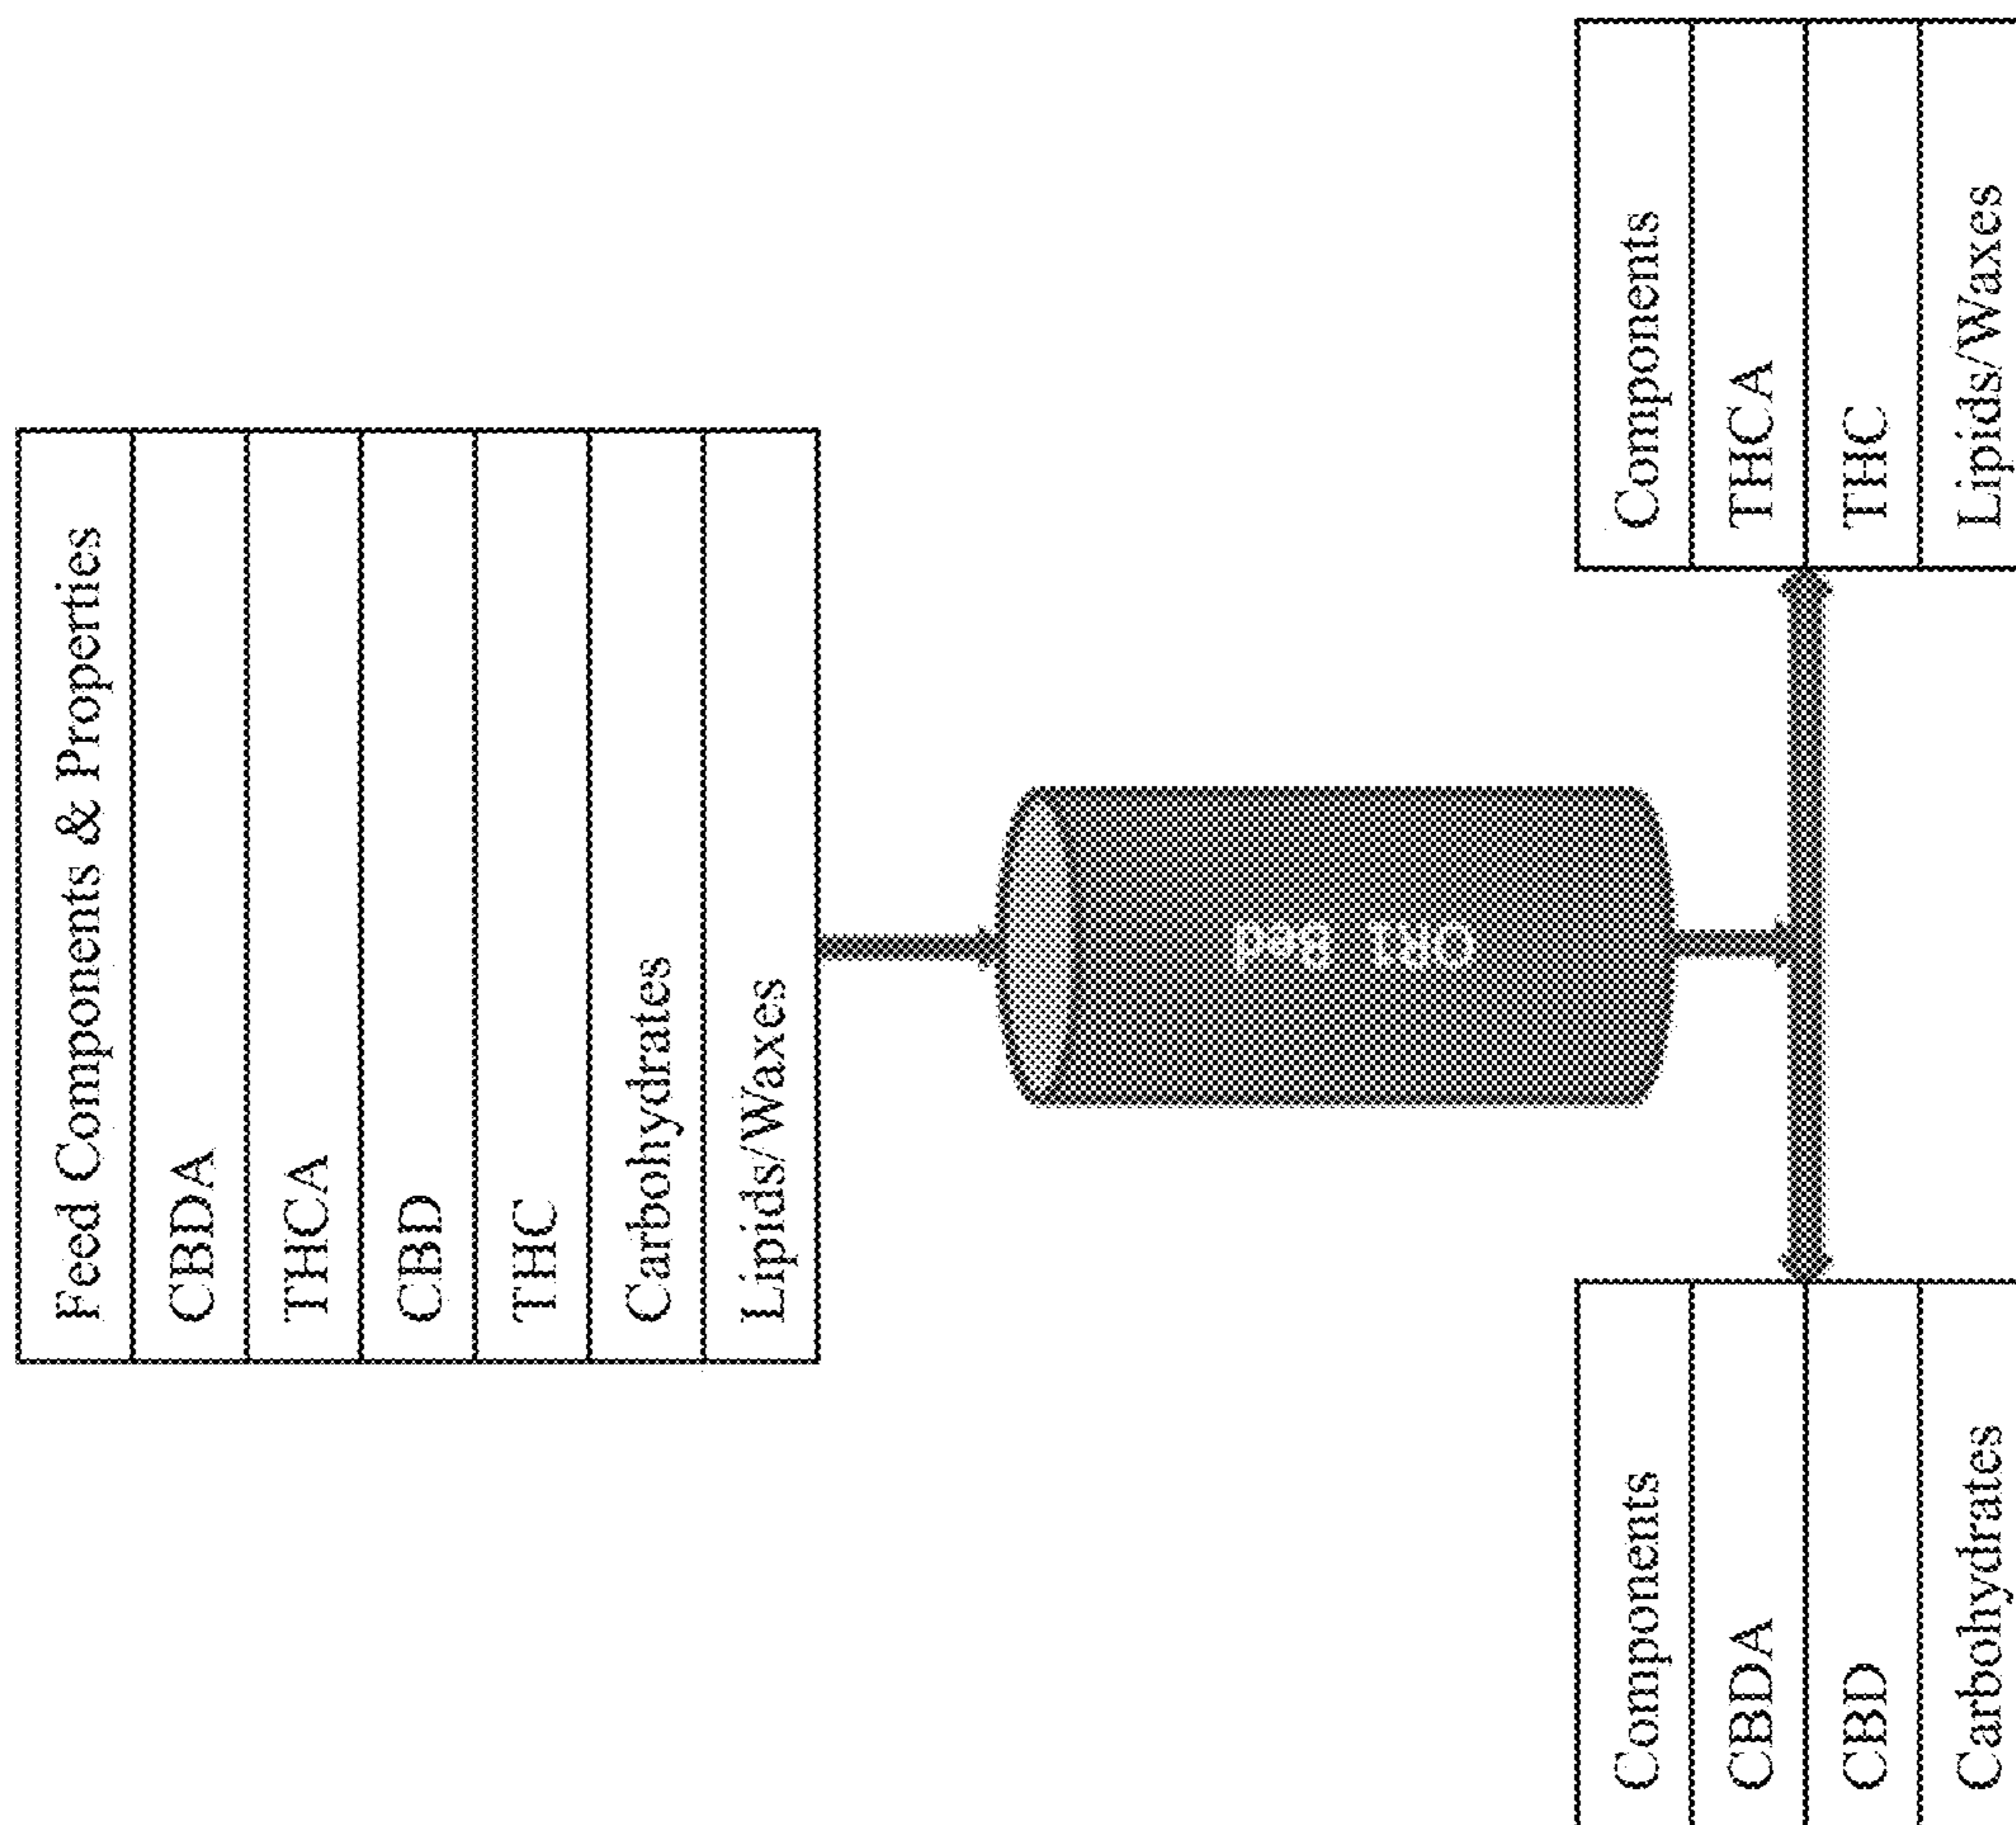 Feed Components & Properties
CBDA
THCA
CBD
THC
Carbohydrates
Lipids/Waxes
Bed
Components
CBDA
CBD
Carbohydrates
Components
THCA
THC
Lipids/Waxes